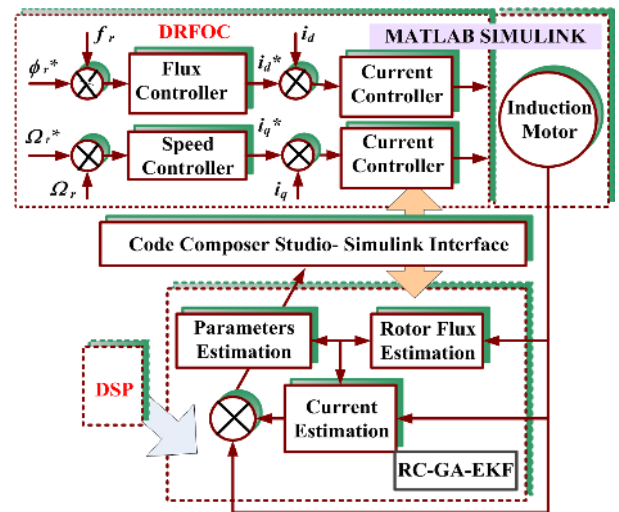 f_r
DRFOC
i_d
MATLAB SIMULINK
ϕ_r*
Flux
Controller
i_d*
Current
Controller
Induction
Motor
Ω_r*
Speed
Controller
i_q*
Current
Controller
Ω_r
i_q
Code Composer Studio- Simulink Interface
Parameters
Estimation
Rotor Flux
Estimation
DSP
Current
Estimation
RC-GA-EKF